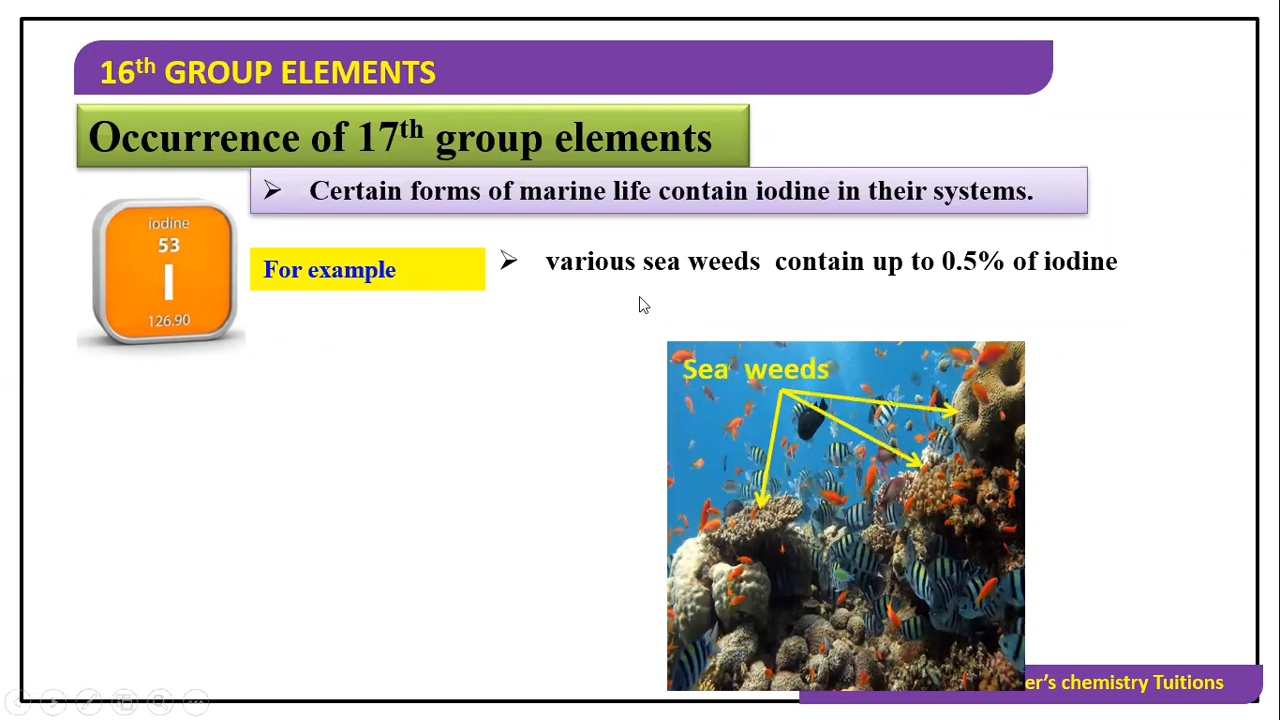 16th GROUP ELEMENTS
Occurrence of 17th group elements
➢ Certain forms of marine life contain iodine in their systems.
iodine
53
I
126.90
For example
➢ various sea weeds contain up to 0.5% of iodine
Sea weeds
chemistry Tuitions